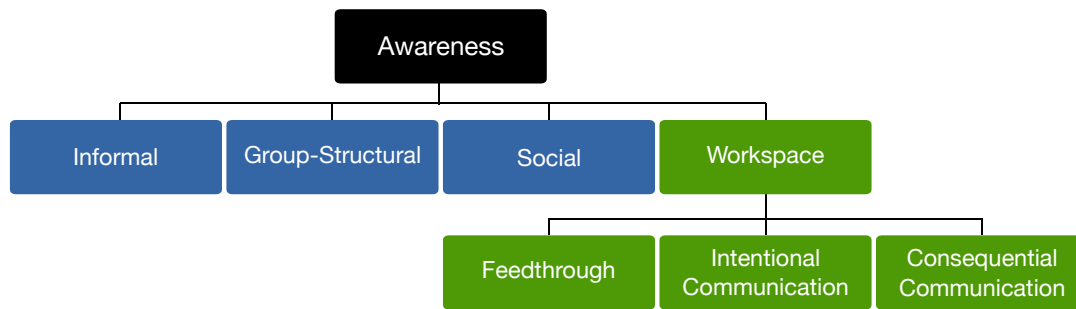 Awareness
Informal
Group-Structural
Social
Workspace
Feedthrough
Intentional
Communication
Consequential
Communication